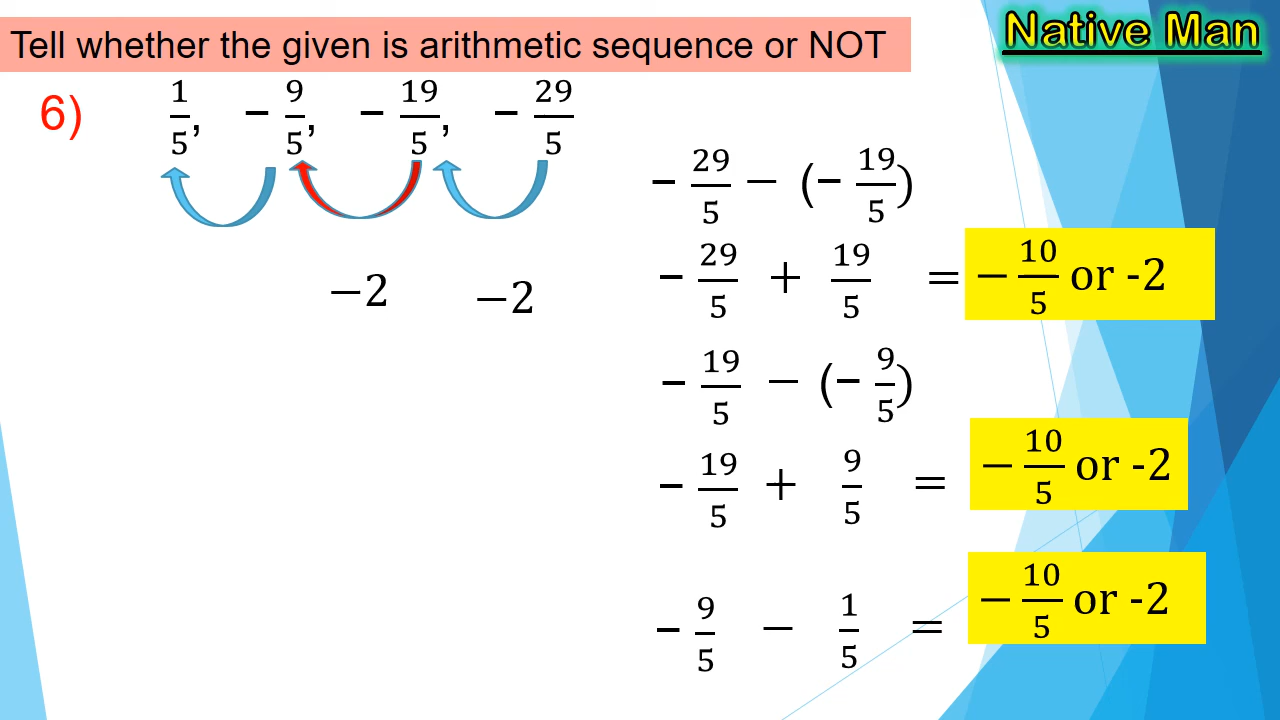 Native Man
Tell whether the given is arithmetic sequence or NOT
6) 1/5, - 9/5, - 19/5, - 29/5
−2 −2
- 29/5 − (- 19/5)
- 29/5 + 19/5 = − 10/5 or -2
- 19/5 − (- 9/5)
- 19/5 + 9/5 = − 10/5 or -2
- 9/5 − 1/5 = − 10/5 or -2